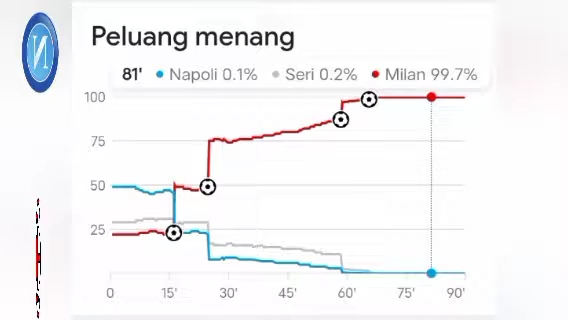 Peluang menang
81' Napoli 0.1% Seri 0.2% Milan 99.7%
100
75
50
25
0 15' 30' 45' 60' 75' 90'